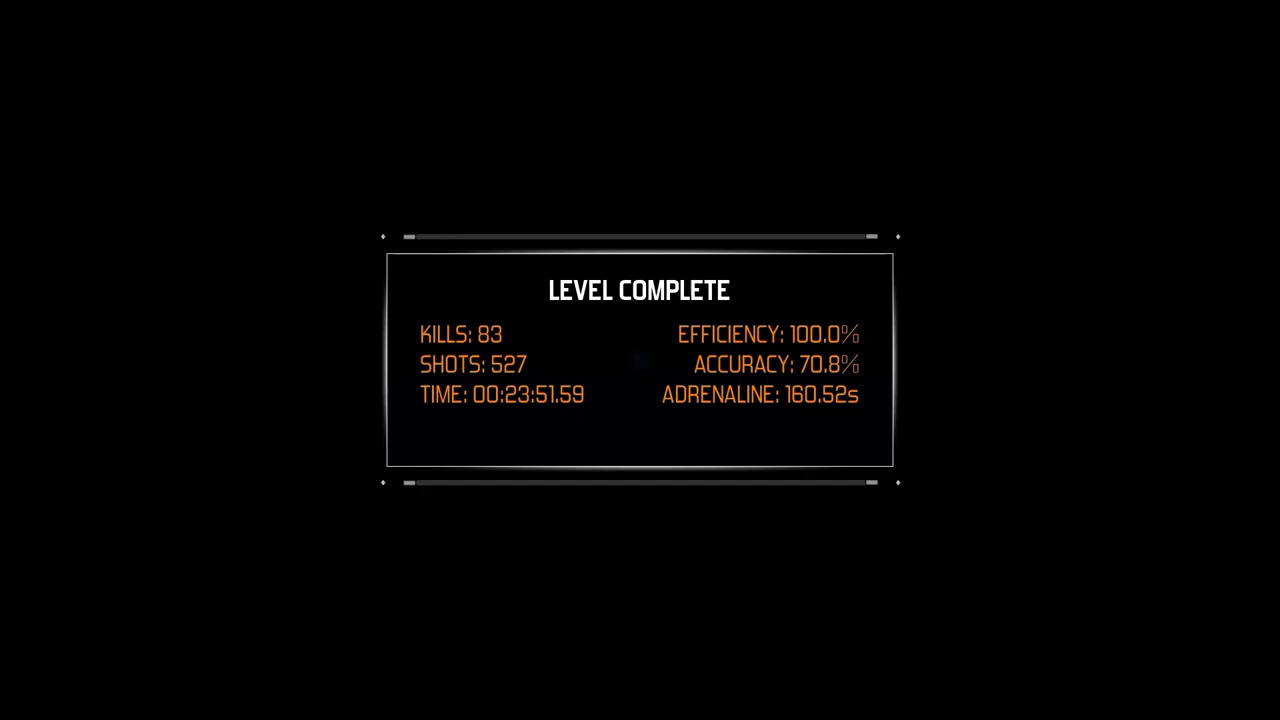 LEVEL COMPLETE
KILLS: 83 EFFICIENCY: 100.0%
SHOTS: 527 ACCURACY: 70.8%
TIME: 00:23:51.59 ADRENALINE: 160.52s